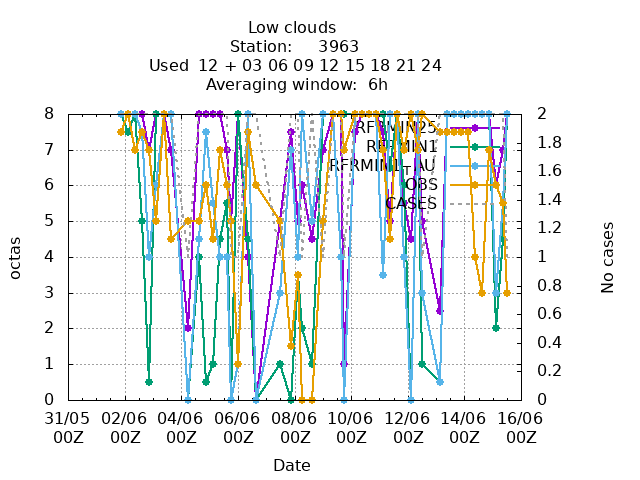 Low clouds
Station: 3963
Used 12 + 03 06 09 12 15 18 21 24
Averaging window: 6h
8 2
RFRMIN25
7 1.8
RFRMIN1
RFRMIN1_AU
6 1.6
OBS
CASES
1.4
5 1.2
octas
No cases
4 1
3 0.8
0.6
2 0.4
1 0.2
0 0
31/05 02/06 04/06 06/06 08/06 10/06 12/06 14/06 16/06
00Z 00Z 00Z 00Z 00Z 00Z 00Z 00Z 00Z
Date